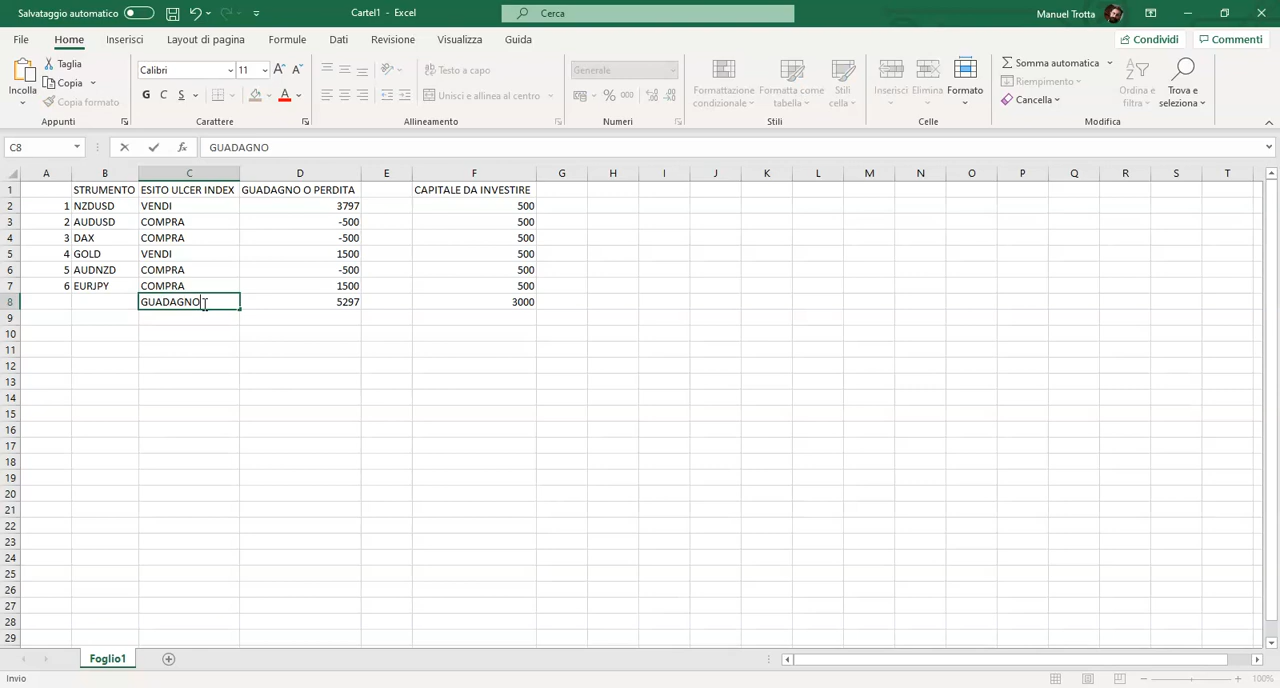 Salvataggio automatico Cartel1 - Excel Cerca Manuel Trotta
File Home Inserisci Layout di pagina Formule Dati Revisione Visualizza Guida Condividi Commenti
Incolla Taglia Copia Copia formato Appunti
Calibri 11 A^ Aˇ G C S A Carattere
Testo a capo Unisci e allinea al centro Allineamento
Generale % 000 Numeri
Formattazione condizionale Formatta come tabella Stili cella Stili
Inserisci Elimina Formato Celle
Somma automatica Riempimento Cancella Ordina e filtra Trova e seleziona Modifica
C8 fx GUADAGNO
A B C D E F G H I J K L M N O P Q R S T
1 STRUMENTO ESITO ULCER INDEX GUADAGNO O PERDITA CAPITALE DA INVESTIRE
2 1 NZDUSD VENDI 3797 500
3 2 AUDUSD COMPRA -500 500
4 3 DAX COMPRA -500 500
5 4 GOLD VENDI 1500 500
6 5 AUDNZD COMPRA -500 500
7 6 EURJPY COMPRA 1500 500
8 GUADAGNO 5297 3000
9
10
11
12
13
14
15
16
17
18
19
20
21
22
23
24
25
26
27
28
29
Foglio1
Invio 100%